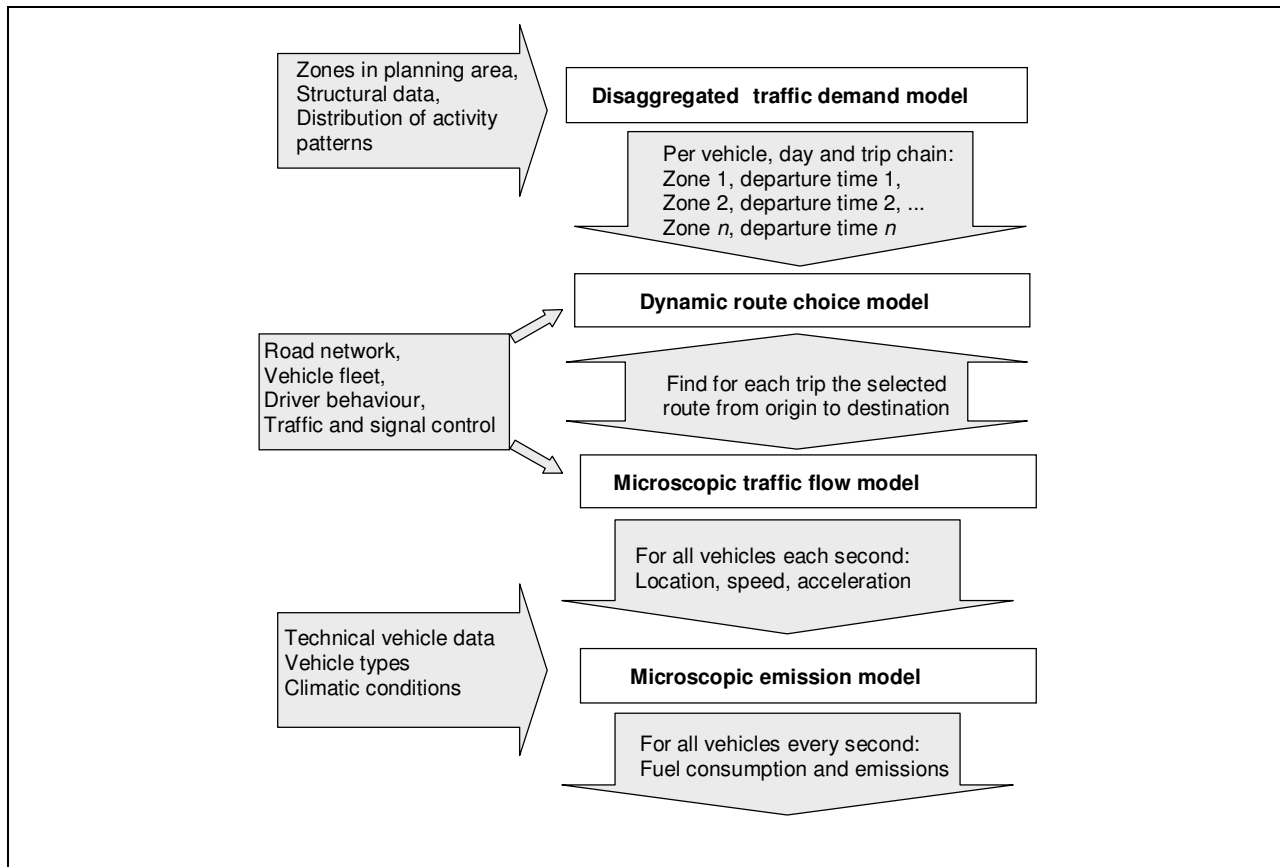 Zones in planning area,
Structural data,
Distribution of activity
patterns
Disaggregated traffic demand model
Per vehicle, day and trip chain:
Zone 1, departure time 1,
Zone 2, departure time 2, ...
Zone n, departure time n
Dynamic route choice model
Road network,
Vehicle fleet,
Driver behaviour,
Traffic and signal control
Find for each trip the selected
route from origin to destination
Microscopic traffic flow model
For all vehicles each second:
Location, speed, acceleration
Technical vehicle data
Vehicle types
Climatic conditions
Microscopic emission model
For all vehicles every second:
Fuel consumption and emissions